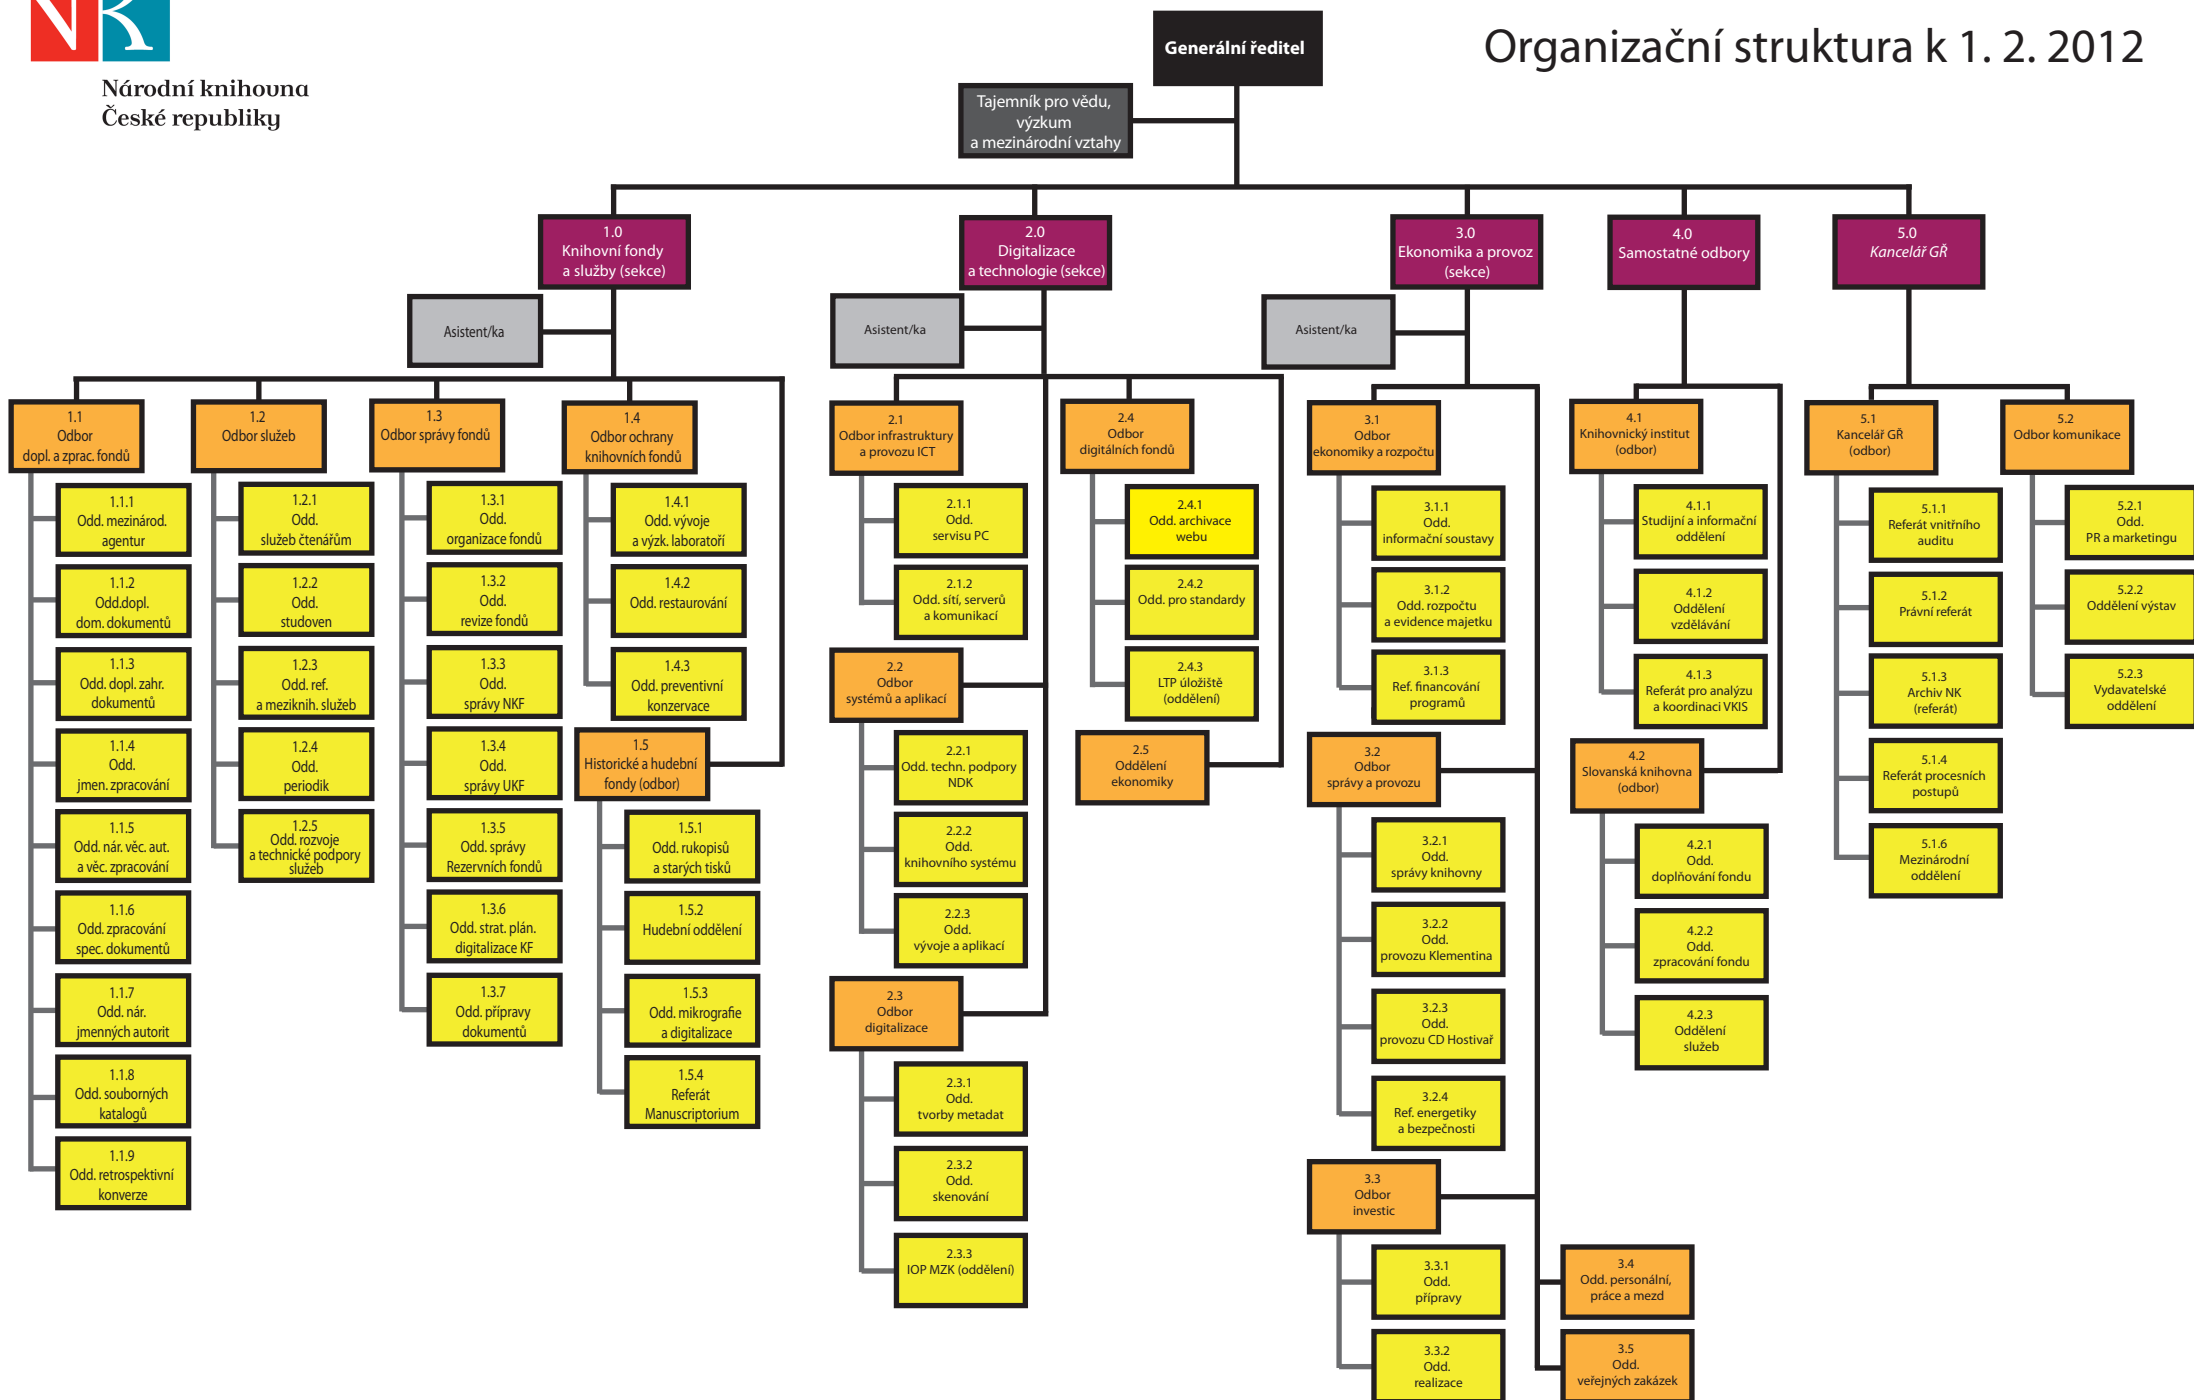 NK
Národní knihovna
České republiky
Organizační struktura k 1. 2. 2012
Generální ředitel
Tajemník pro vědu,
výzkum
a mezinárodní vztahy
1.0
Knihovní fondy
a služby (sekce)
2.0
Digitalizace
a technologie (sekce)
3.0
Ekonomika a provoz
(sekce)
4.0
Samostatné odbory
5.0
Kancelář GŘ
Asistent/ka
Asistent/ka
Asistent/ka
1.1
Odbor
dopl. a zprac. fondů
1.1.1
Odd. mezinárod.
agentur
1.1.2
Odd.dopl.
dom. dokumentů
1.1.3
Odd. dopl. zahr.
dokumentů
1.1.4
Odd.
jmen. zpracování
1.1.5
Odd. nár. věc. aut.
a věc. zpracování
1.1.6
Odd. zpracování
spec. dokumentů
1.1.7
Odd. nár.
jmenných autorit
1.1.8
Odd. souborných
katalogů
1.1.9
Odd. retrospektivní
konverze
1.2
Odbor služeb
1.2.1
Odd.
služeb čtenářům
1.2.2
Odd.
studoven
1.2.3
Odd. ref.
a meziknih. služeb
1.2.4
Odd.
periodik
1.2.5
Odd. rozvoje
a technické podpory
služeb
1.3
Odbor správy fondů
1.3.1
Odd.
organizace fondů
1.3.2
Odd.
revize fondů
1.3.3
Odd.
správy NKF
1.3.4
Odd.
správy UKF
1.3.5
Odd. správy
Rezervních fondů
1.3.6
Odd. strat. plán.
digitalizace KF
1.3.7
Odd. přípravy
dokumentů
1.4
Odbor ochrany
knihovních fondů
1.4.1
Odd. vývoje
a výzk. laboratoří
1.4.2
Odd. restaurování
1.4.3
Odd. preventivní
konzervace
1.5
Historické a hudební
fondy (odbor)
1.5.1
Odd. rukopisů
a starých tisků
1.5.2
Hudební oddělení
1.5.3
Odd. mikrografie
a digitalizace
1.5.4
Referát
Manuscriptorium
2.1
Odbor infrastruktury
a provozu ICT
2.1.1
Odd.
servisu PC
2.1.2
Odd. sítí, serverů
a komunikací
2.2
Odbor
systémů a aplikací
2.2.1
Odd. techn. podpory
NDK
2.2.2
Odd.
knihovního systému
2.2.3
Odd.
vývoje a aplikací
2.3
Odbor
digitalizace
2.3.1
Odd.
tvorby metadat
2.3.2
Odd.
skenování
2.3.3
IOP MZK (oddělení)
2.4
Odbor
digitálních fondů
2.4.1
Odd. archivace
webu
2.4.2
Odd. pro standardy
2.4.3
LTP úložiště
(oddělení)
2.5
Oddělení
ekonomiky
3.1
Odbor
ekonomiky a rozpočtu
3.1.1
Odd.
informační soustavy
3.1.2
Odd. rozpočtu
a evidence majetku
3.1.3
Ref. financování
programů
3.2
Odbor
správy a provozu
3.2.1
Odd.
správy knihovny
3.2.2
Odd.
provozu Klementina
3.2.3
Odd.
provozu CD Hostivař
3.2.4
Ref. energetiky
a bezpečnosti
3.3
Odbor
investic
3.3.1
Odd.
přípravy
3.3.2
Odd.
realizace
3.4
Odd. personální,
práce a mezd
3.5
Odd.
veřejných zakázek
4.1
Knihovnický institut
(odbor)
4.1.1
Studijní a informační
oddělení
4.1.2
Oddělení
vzdělávání
4.1.3
Referát pro analýzu
a koordinaci VKIS
4.2
Slovanská knihovna
(odbor)
4.2.1
Odd.
doplňování fondu
4.2.2
Odd.
zpracování fondu
4.2.3
Oddělení
služeb
5.1
Kancelář GŘ
(odbor)
5.1.1
Referát vnitřního
auditu
5.1.2
Právní referát
5.1.3
Archiv NK
(referát)
5.1.4
Referát procesních
postupů
5.1.6
Mezinárodní
oddělení
5.2
Odbor komunikace
5.2.1
Odd.
PR a marketingu
5.2.2
Oddělení výstav
5.2.3
Vydavatelské
oddělení